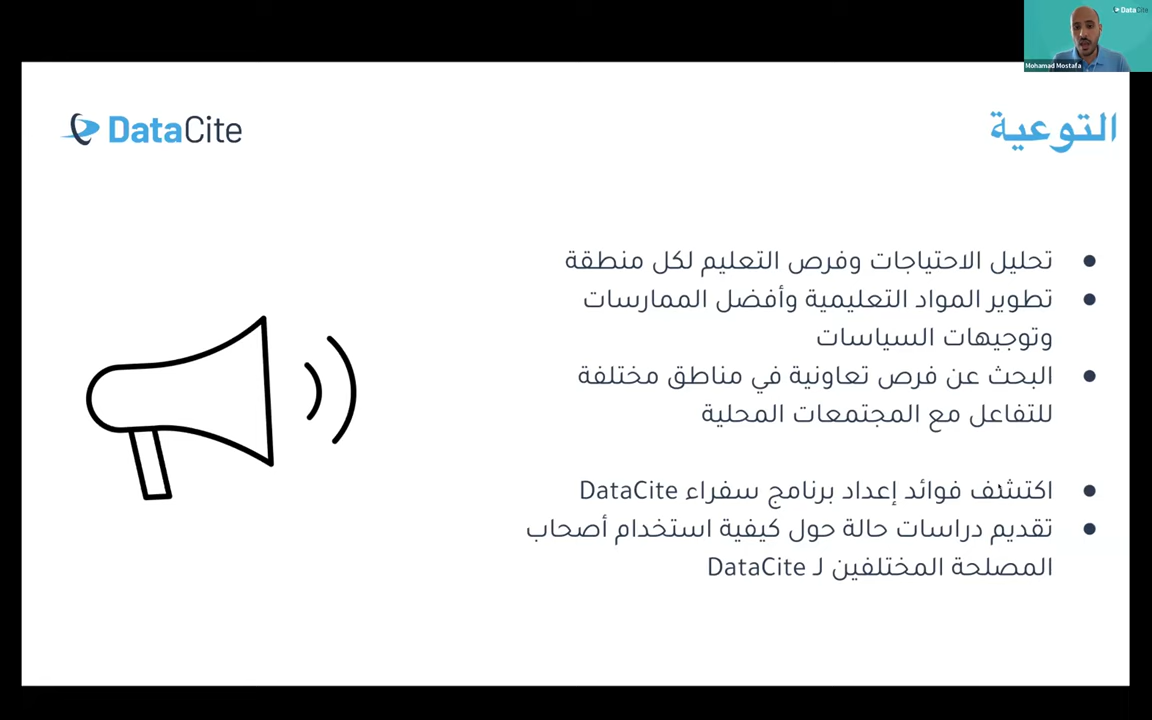 DataCite
Mohamad Mostafa
DataCite
التوعية
تحليل الاحتياجات وفرص التعليم لكل منطقة
تطوير المواد التعليمية وأفضل الممارسات
وتوجيهات السياسات
البحث عن فرص تعاونية في مناطق مختلفة
للتفاعل مع المجتمعات المحلية
اكتشف فوائد إعداد برنامج سفراء DataCite
تقديم دراسات حالة حول كيفية استخدام أصحاب
المصلحة المختلفين لـ DataCite